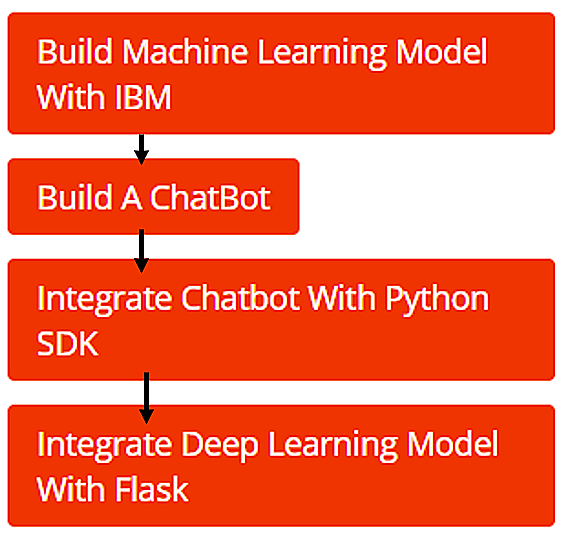 Build Machine Learning Model
With IBM
Build A ChatBot
Integrate Chatbot With Python
SDK
Integrate Deep Learning Model
With Flask